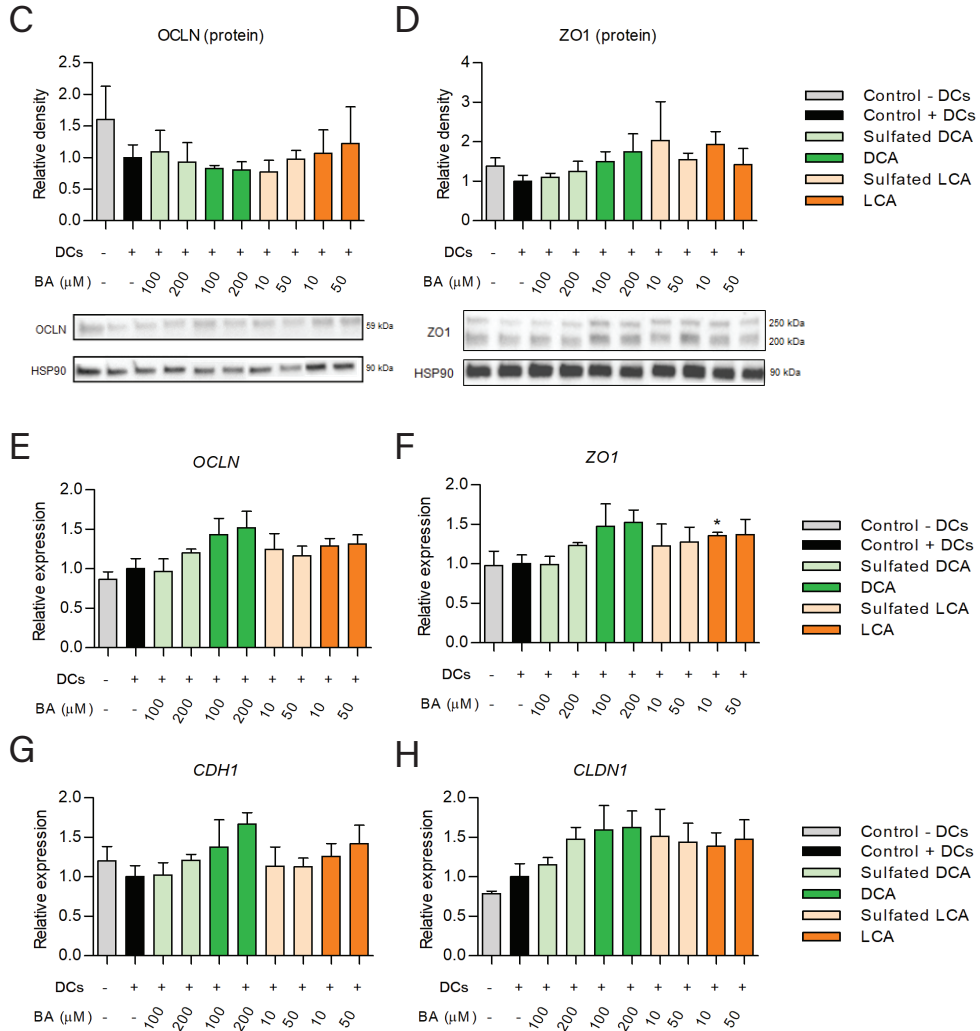 C
OCLN (protein)
Relative density
2.5
2.0
1.5
1.0
0.5
0.0
DCs - + + + + + + + + +
BA (µM) - - 100 200 100 200 10 50 10 50
OCLN 59 kDa
HSP90 90 kDa
D
ZO1 (protein)
Relative density
4
3
2
1
0
DCs - + + + + + + + + +
BA (µM) - - 100 200 100 200 10 50 10 50
ZO1 250 kDa
200 kDa
HSP90 90 kDa
Control - DCs
Control + DCs
Sulfated DCA
DCA
Sulfated LCA
LCA
E
OCLN
Relative expression
2.0
1.5
1.0
0.5
0.0
DCs - + + + + + + + + +
BA (µM) - - 100 200 100 200 10 50 10 50
F
ZO1
Relative expression
2.0
1.5
1.0
0.5
0.0
*
DCs - + + + + + + + + +
BA (µM) - - 100 200 100 200 10 50 10 50
Control - DCs
Control + DCs
Sulfated DCA
DCA
Sulfated LCA
LCA
G
CDH1
Relative expression
2.0
1.5
1.0
0.5
0.0
DCs - + + + + + + + + +
BA (µM) - - 100 200 100 200 10 50 10 50
H
CLDN1
Relative expression
2.0
1.5
1.0
0.5
0.0
DCs - + + + + + + + + +
BA (µM) - - 100 200 100 200 10 50 10 50
Control - DCs
Control + DCs
Sulfated DCA
DCA
Sulfated LCA
LCA